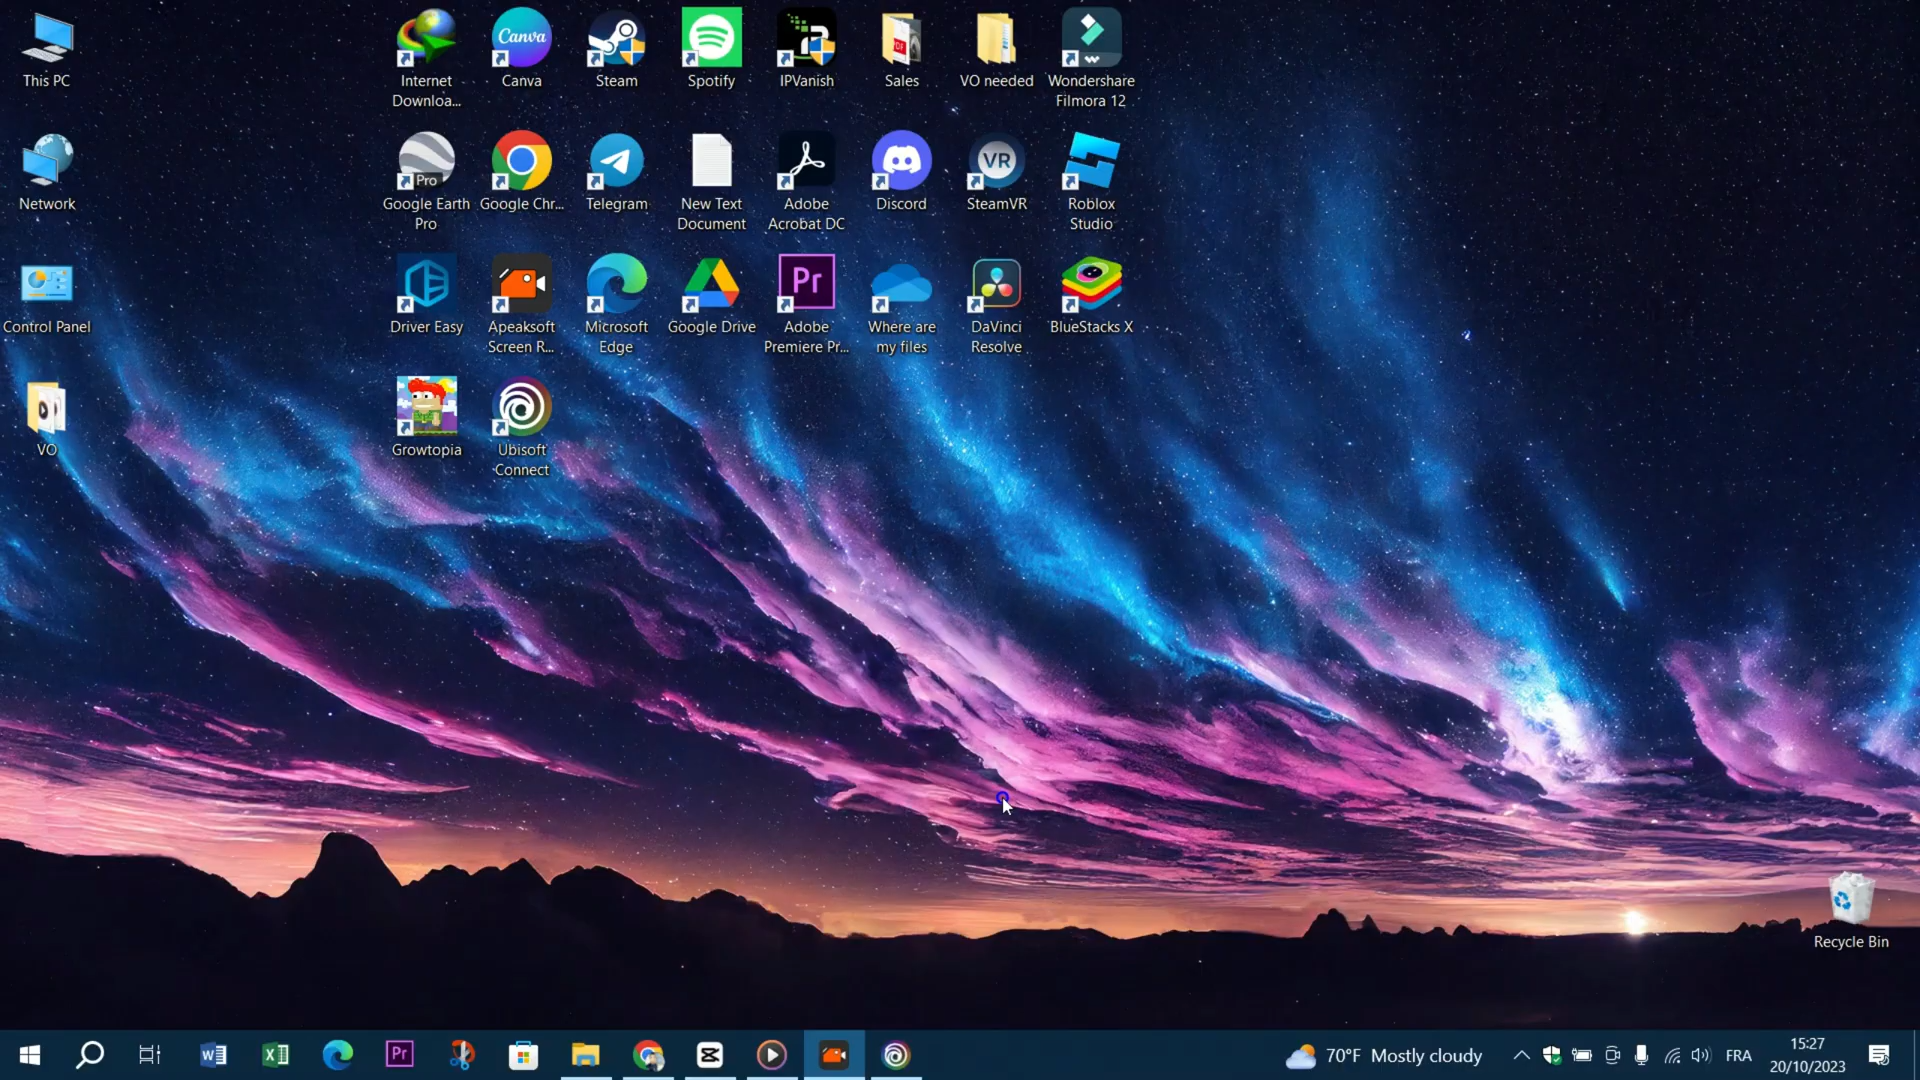 This PC
Internet
Downloa...
Canva
Canva
Steam
Spotify
IPVanish
PDF
Sales
VO needed
Wondershare
Filmora 12
Network
Pro
Google Earth
Pro
Google Chr...
Telegram
New Text
Document
Adobe
Acrobat DC
Discord
VR
SteamVR
Roblox
Studio
Control Panel
Driver Easy
Apeaksoft
Screen R...
Microsoft
Edge
Google Drive
Pr
Adobe
Premiere Pr...
Where are
my files
DaVinci
Resolve
BlueStacks X
VO
Growtopia
Ubisoft
Connect
Recycle Bin
Pr
70°F Mostly cloudy
FRA
15:27
20/10/2023